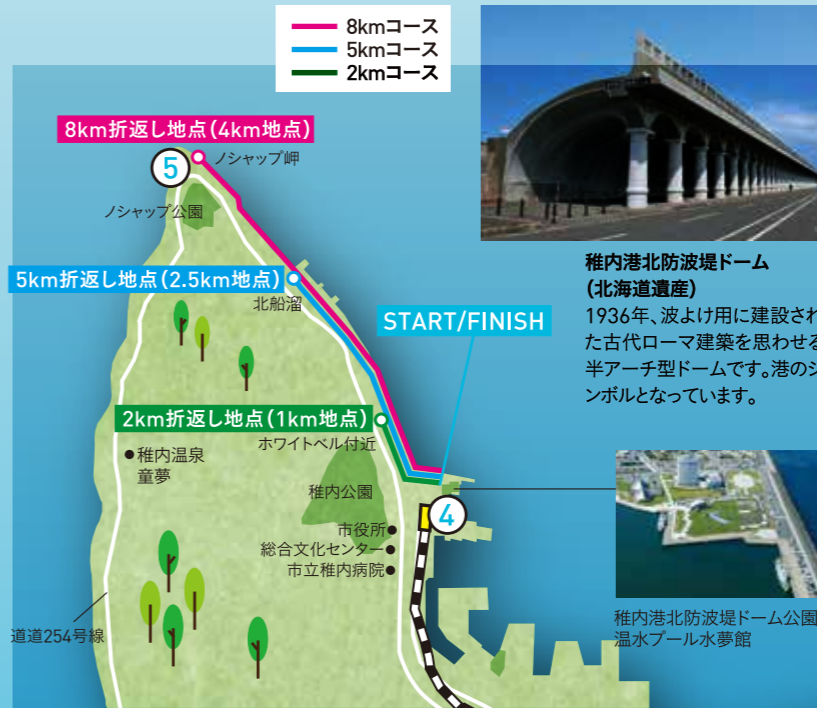 8kmコース
5kmコース
2kmコース
8km折返し地点(4km地点)
5
ノシャップ岬
ノシャップ公園
5km折返し地点(2.5km地点)
北船溜
START/FINISH
稚内港北防波堤ドーム
(北海道遺産)
1936年、波よけ用に建設され
た古代ローマ建築を思わせる
半アーチ型ドームです。港のシ
ンボルとなっています。
2km折返し地点(1km地点)
ホワイトベル付近
●稚内温泉
童夢
稚内公園
4
市役所●
総合文化センター●
市立稚内病院●
道道254号線
稚内港北防波堤ドーム公園
温水プール水夢館